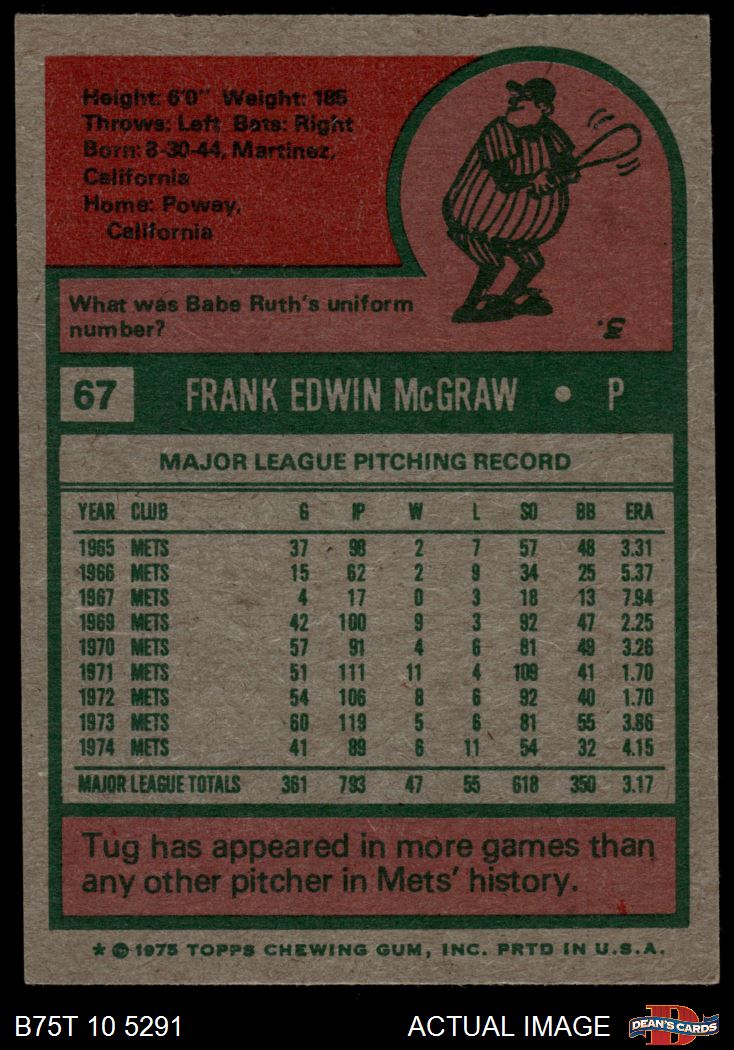 Height: 6'0" Weight: 185
Throws: Left Bats: Right
Born: 8-30-44, Martinez,
California
Home: Poway,
California
What was Babe Ruth's uniform
number?
3.
67 FRANK EDWIN McGRAW • P
MAJOR LEAGUE PITCHING RECORD
YEAR CLUB G IP W L SO BB ERA
1965 METS 37 98 2 7 57 48 3.31
1966 METS 15 62 2 9 34 25 5.37
1967 METS 4 17 0 3 18 13 7.94
1969 METS 42 100 9 3 92 47 2.25
1970 METS 57 91 4 6 81 49 3.26
1971 METS 51 111 11 4 109 41 1.70
1972 METS 54 106 8 6 92 40 1.70
1973 METS 60 119 5 6 81 55 3.86
1974 METS 41 89 6 11 54 32 4.15
MAJOR LEAGUE TOTALS 361 793 47 55 618 350 3.17
Tug has appeared in more games than
any other pitcher in Mets' history.
* © 1975 TOPPS CHEWING GUM, INC. PRTD IN U.S.A.
B75T 10 5291 ACTUAL IMAGE DEAN'S CARDS